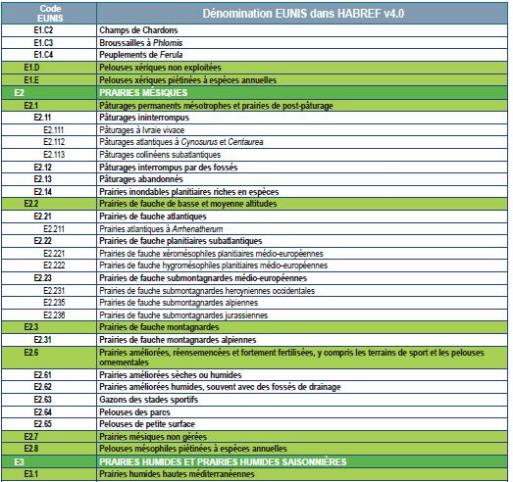 Code EUNIS Dénomination EUNIS dans HABREF v4.0
E1.C2 Champs de Chardons
E1.C3 Broussailles à Phlomis
E1.C4 Peuplements de Ferula
E1.D Pelouses xériques non exploitées
E1.E Pelouses xériques piétinées à espèces annuelles
E2 PRAIRIES MÉSIQUES
E2.1 Pâturages permanents mésotrophes et prairies de post-pâturage
E2.11 Pâturages ininterrompus
E2.111 Pâturages à Ivraie vivace
E2.112 Pâturages atlantiques à Cynosurus et Centaurea
E2.113 Pâturages collinéens subatlantiques
E2.12 Pâturages interrompus par des fossés
E2.13 Pâturages abandonnés
E2.14 Prairies inondables planitiaires riches en espèces
E2.2 Prairies de fauche de basse et moyenne altitudes
E2.21 Prairies de fauche atlantiques
E2.211 Prairies atlantiques à Arrhenatherum
E2.22 Prairies de fauche planitiaires subatlantiques
E2.221 Prairies de fauche xéromésophiles planitiaires médio-européennes
E2.222 Prairies de fauche hygromésophiles planitiaires médio-européennes
E2.23 Prairies de fauche submontagnardes médio-européennes
E2.231 Prairies de fauche submontagnardes hercyniennes occidentales
E2.235 Prairies de fauche submontagnardes alpiennes
E2.236 Prairies de fauche submontagnardes jurassiennes
E2.3 Prairies de fauche montagnardes
E2.31 Prairies de fauche montagnardes alpiennes
E2.6 Prairies améliorées, réensemencées et fortement fertilisées, y compris les terrains de sport et les pelouses
ornementales
E2.61 Prairies améliorées sèches ou humides
E2.62 Prairies améliorées humides, souvent avec des fossés de drainage
E2.63 Gazons des stades sportifs
E2.64 Pelouses des parcs
E2.65 Pelouses de petite surface
E2.7 Prairies mésiques non gérées
E2.8 Pelouses mésophiles piétinées à espèces annuelles
E3 PRAIRIES HUMIDES ET PRAIRIES HUMIDES SAISONNIÈRES
E3.1 Prairies humides hautes méditerranéennes